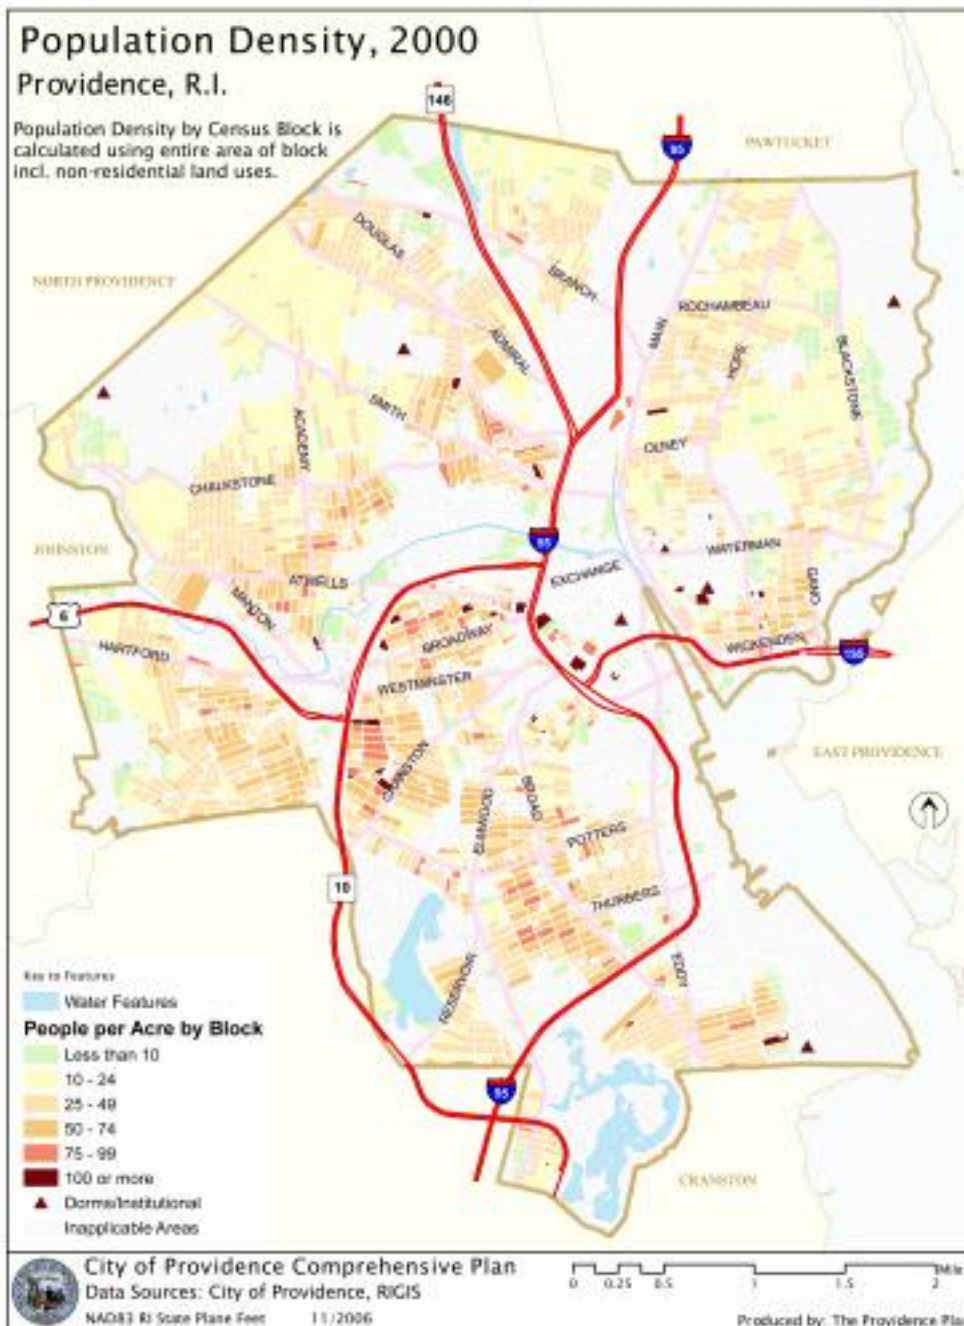 Population Density, 2000
Providence, R.I.
Population Density by Census Block is
calculated using entire area of block
incl. non-residential land uses.
146
95
PAWTUCKET
DOUGLAS
NORTH PROVIDENCE
BRANCH
ROCHAMBEAU
NMAIN
ADMIRAL
HOPE
BLACKSTONE
SMITH
ACADEMY
OLNEY
CHALKSTONE
95
JOHNSTON
WATERMAN
EXCHANGE
ATWELLS
GANO
MANTON
6
BROADWAY
WICKENDEN
HARTFORD
195
WESTMINSTER
EAST PROVIDENCE
CRANSTON
BROAD
ELMWOOD
POTTERS
10
THURBERS
EDDY
RESERVOIR
95
CRANSTON
Key to Features
Water Features
People per Acre by Block
Less than 10
10 - 24
25 - 49
50 - 74
75 - 99
100 or more
Dorms/Institutional
Inapplicable Areas
City of Providence Comprehensive Plan
Data Sources: City of Providence, RIGIS
NAD83 RI State Plane Feet 11/2006
Mile
0 0.25 0.5 1 1.5 2
Produced by: The Providence Plan